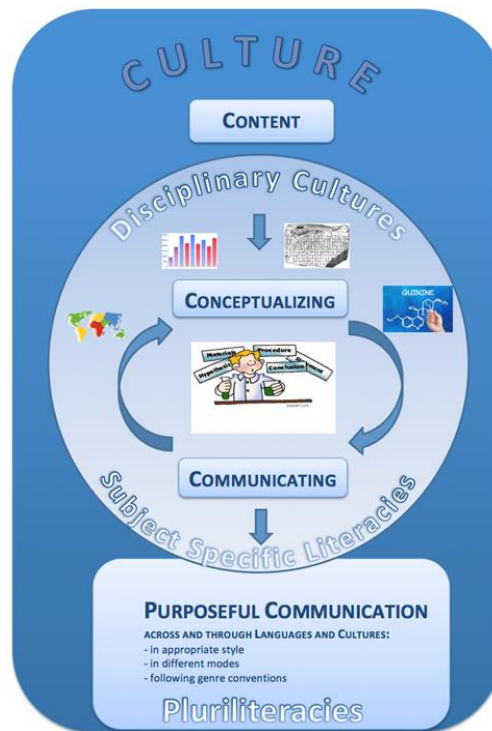 CULTURE
CONTENT
Disciplinary Cultures
QUININE
CONCEPTUALIZING
Materials
Procedure
Hypothesis
Conclusion
COMMUNICATING
Subject Specific Literacies
PURPOSEFUL COMMUNICATION
ACROSS AND THROUGH LANGUAGES AND CULTURES:
- in appropriate style
- in different modes
- following genre conventions
Pluriliteracies